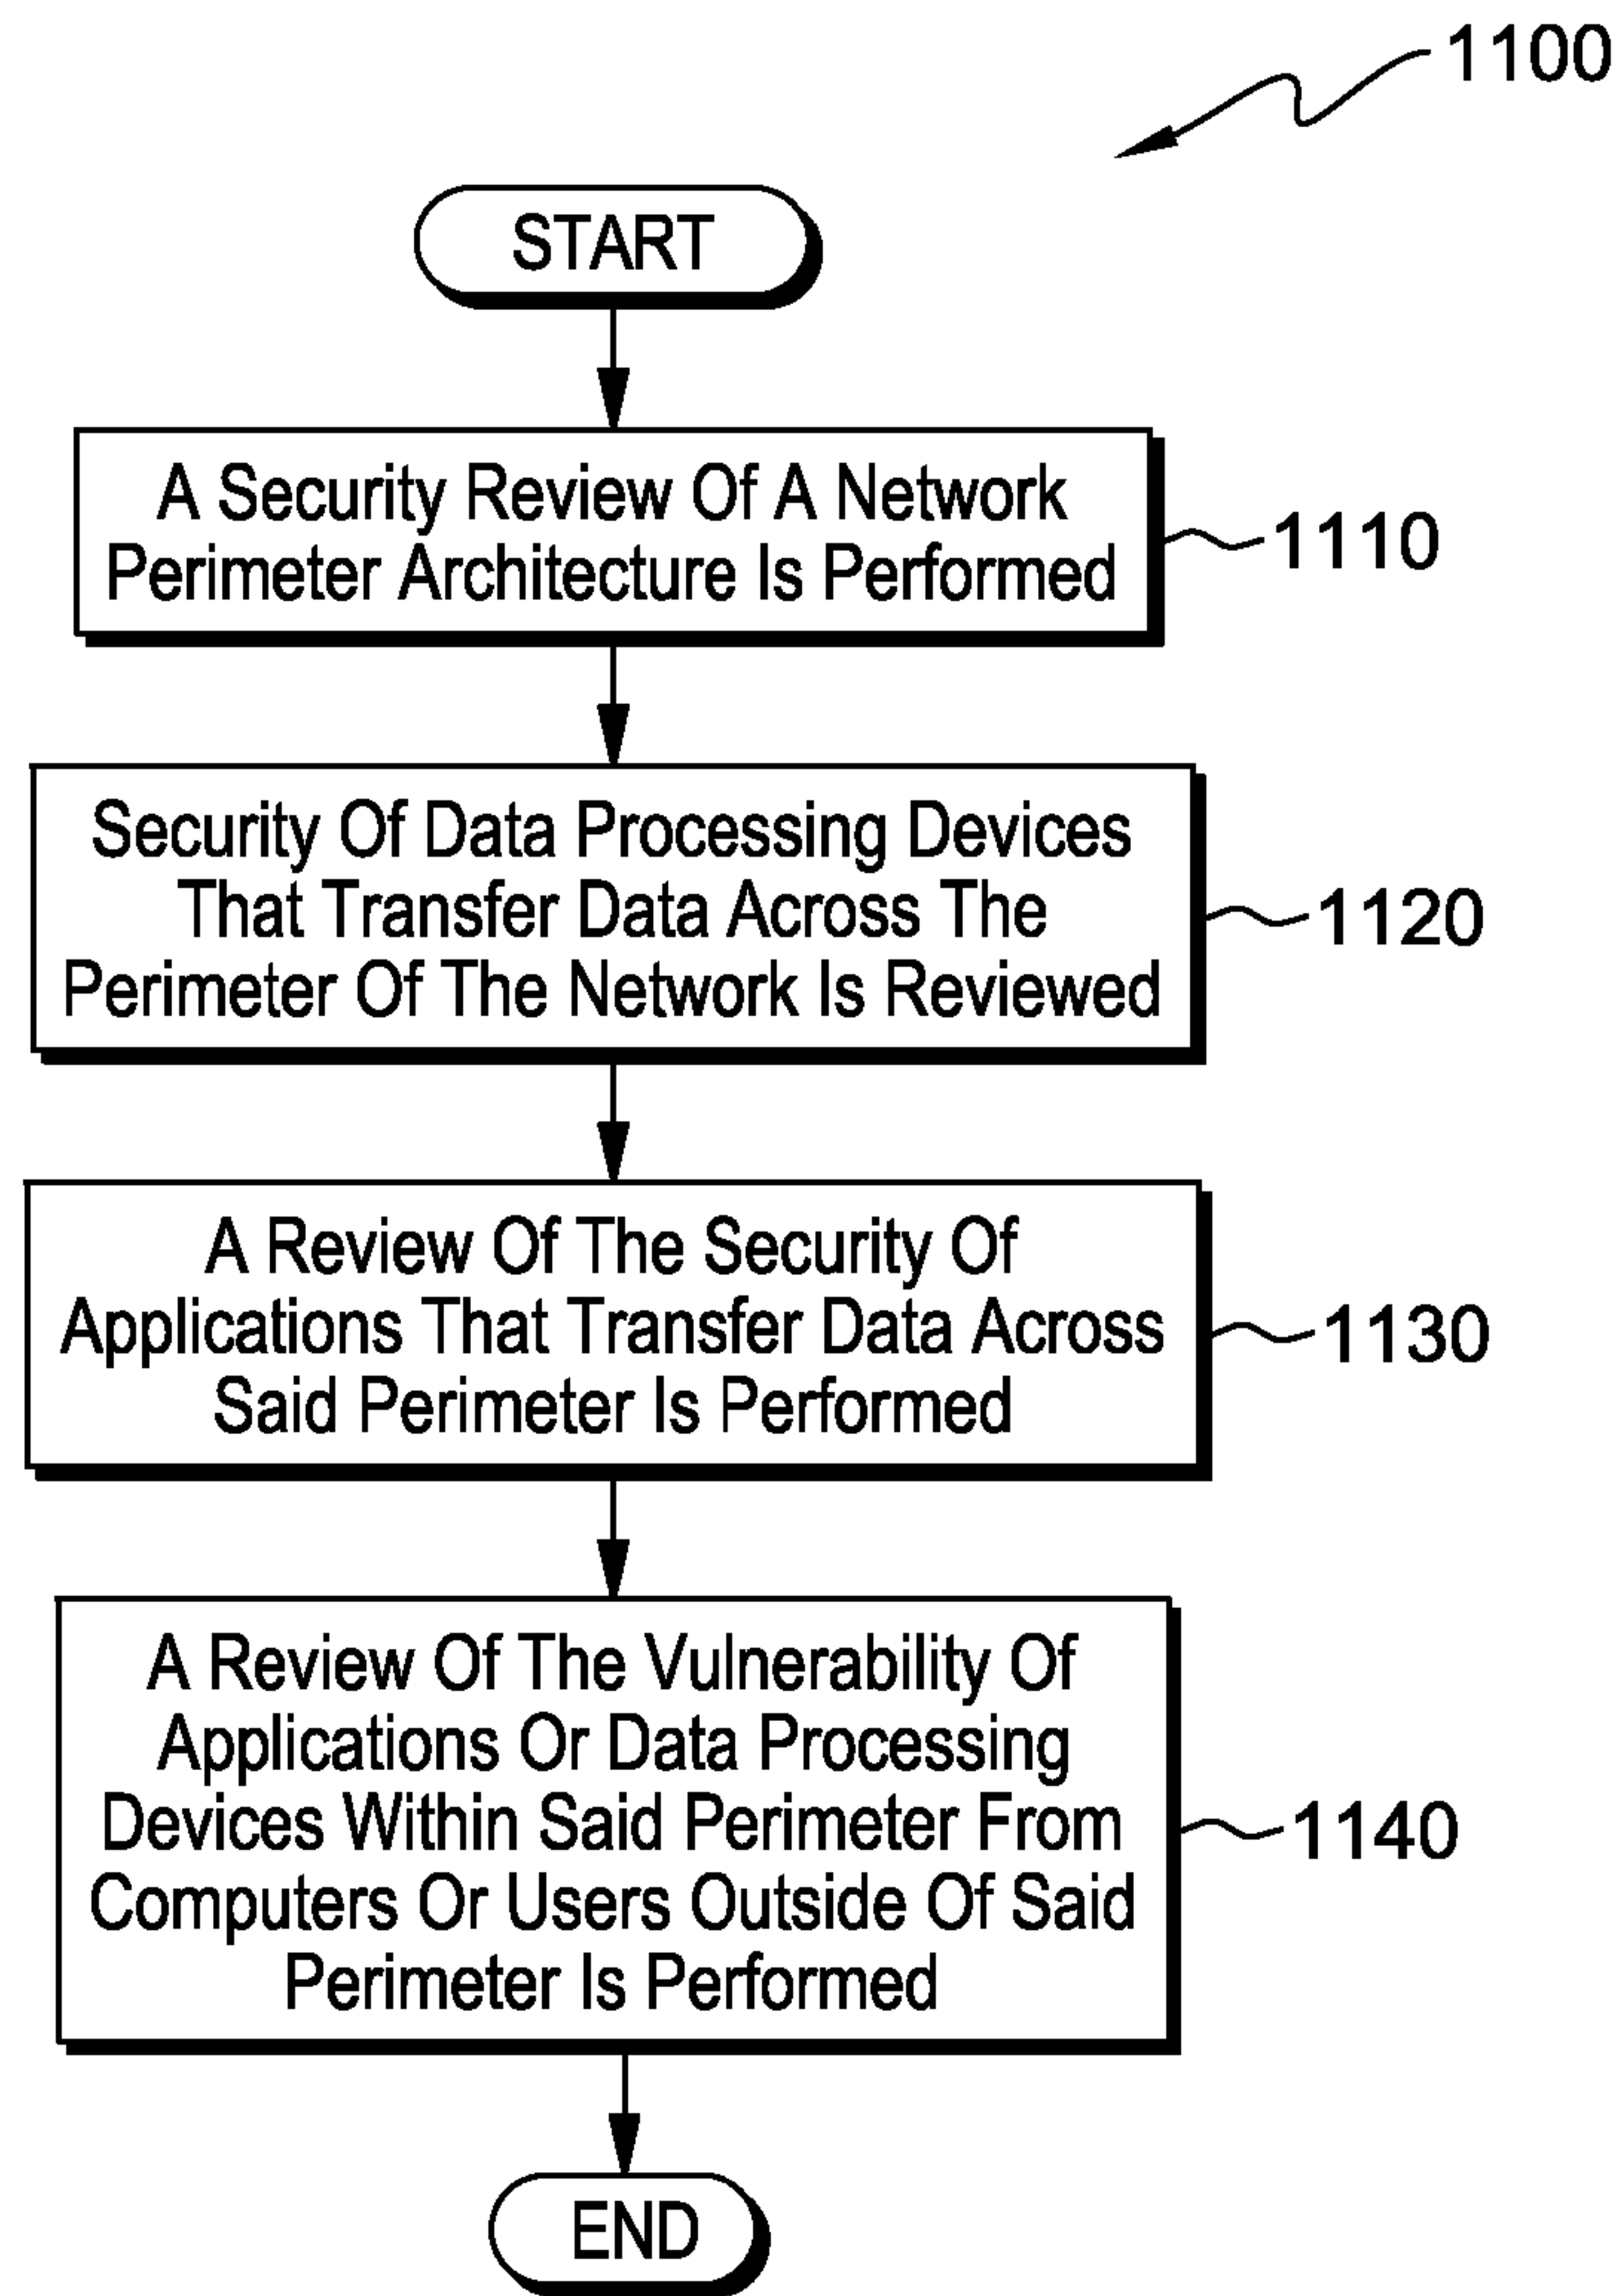 1100
START
A Security Review Of A Network
Perimeter Architecture Is Performed
1110
Security Of Data Processing Devices
That Transfer Data Across The
Perimeter Of The Network Is Reviewed
1120
A Review Of The Security Of
Applications That Transfer Data Across
Said Perimeter Is Performed
1130
A Review Of The Vulnerability Of
Applications Or Data Processing
Devices Within Said Perimeter From
Computers Or Users Outside Of Said
Perimeter Is Performed
1140
END